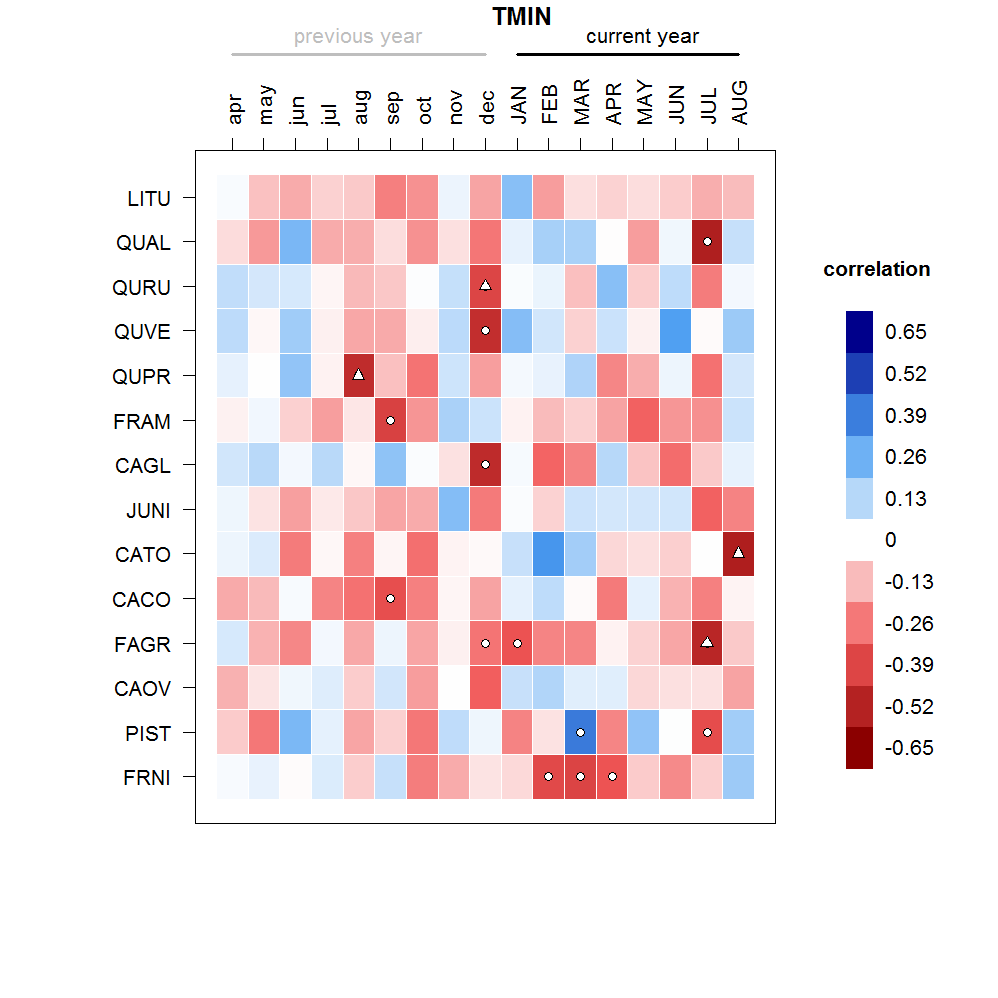 TMIN
previous year current year
apr may jun jul aug sep oct nov dec JAN FEB MAR APR MAY JUN JUL AUG
LITU
QUAL
QURU
QUVE
QUPR
FRAM
CAGL
JUNI
CATO
CACO
FAGR
CAOV
PIST
FRNI
correlation
0.65
0.52
0.39
0.26
0.13
0
-0.13
-0.26
-0.39
-0.52
-0.65